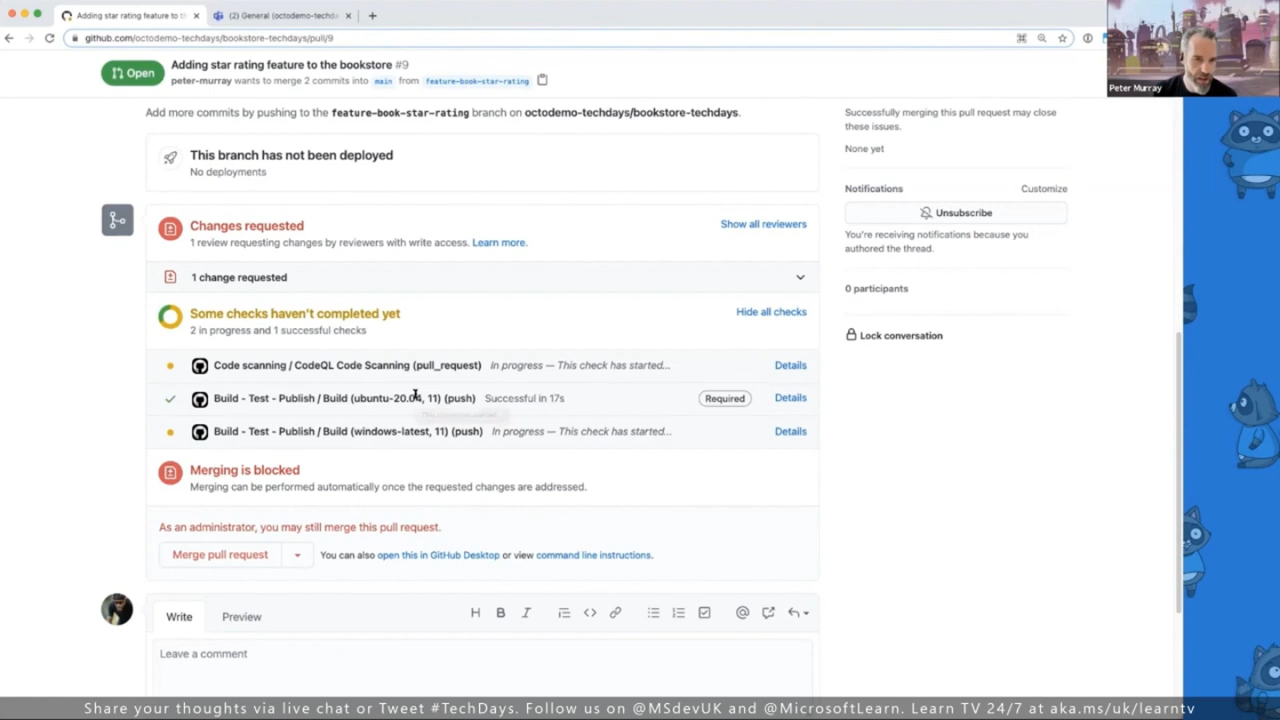 Adding star rating feature to th
(2) General (octodemo-techda
github.com/octodemo-techdays/bookstore-techdays/pull/9
Open
Adding star rating feature to the bookstore #9
peter-murray wants to merge 2 commits into main from feature-book-star-rating
Peter Murray
Add more commits by pushing to the feature-book-star-rating branch on octodemo-techdays/bookstore-techdays.
Successfully merging this pull request may close
these issues.
None yet
This branch has not been deployed
No deployments
Notifications
Customize
Unsubscribe
You're receiving notifications because you
authored the thread.
0 participants
Lock conversation
Changes requested
Show all reviewers
1 review requesting changes by reviewers with write access. Learn more.
1 change requested
Some checks haven't completed yet
Hide all checks
2 in progress and 1 successful checks
Code scanning / CodeQL Code Scanning (pull_request) In progress — This check has started... Details
Build - Test - Publish / Build (ubuntu-20.04, 11) (push) Successful in 17s Required Details
Build - Test - Publish / Build (windows-latest, 11) (push) In progress — This check has started... Details
Merging is blocked
Merging can be performed automatically once the requested changes are addressed.
As an administrator, you may still merge this pull request.
Merge pull request
You can also open this in GitHub Desktop or view command line instructions.
Write
Preview
Leave a comment
Share your thoughts via live chat or Tweet #TechDays. Follow us on @MSdevUK and @MicrosoftLearn. Learn TV 24/7 at aka.ms/uk/learntv